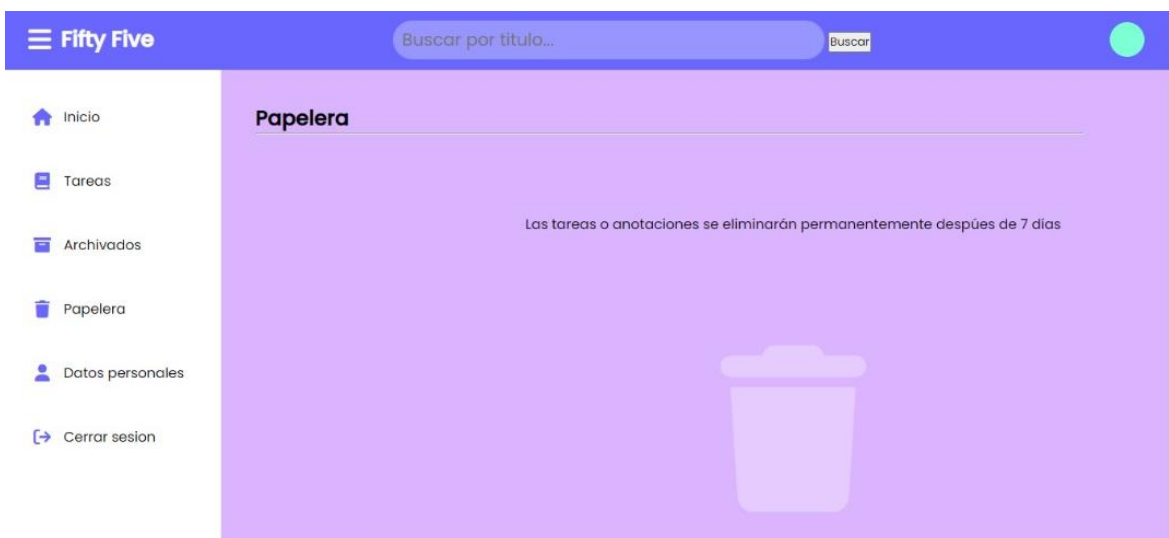 Fifty Five
Buscar por titulo...
Buscar
Inicio
Tareas
Archivados
Papelera
Datos personales
Cerrar sesion
Papelera
Las tareas o anotaciones se eliminarán permanentemente despúes de 7 días